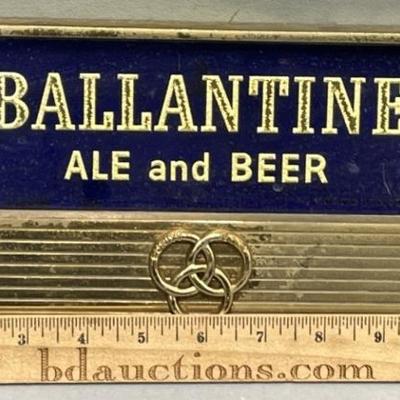 BALLANTINE
ALE and BEER
3 4 5 6 7 8 9
bdauctions.com